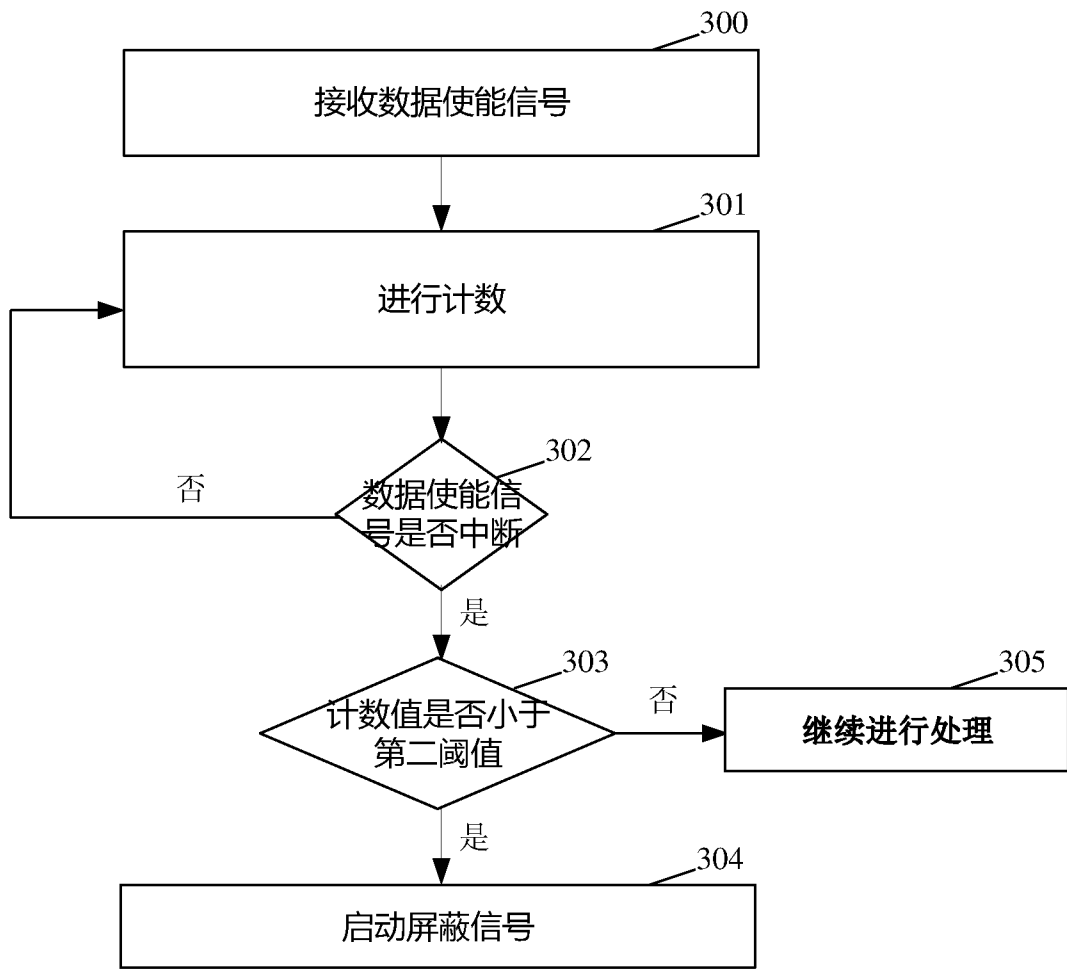 300
接收数据使能信号
301
进行计数
302
否
数据使能信
号是否中断
是
303
305
否
计数值是否小于
第二阈值
继续进行处理
是
304
启动屏蔽信号